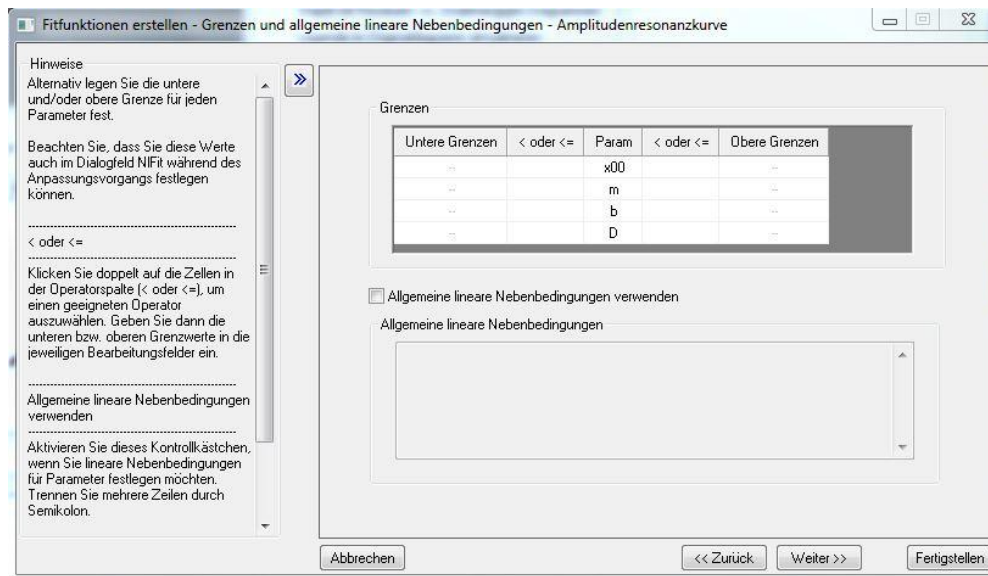 Fitfunktionen erstellen - Grenzen und allgemeine lineare Nebenbedingungen - Amplitudenresonanzkurve
Hinweise
Alternativ legen Sie die untere
und/oder obere Grenze für jeden
Parameter fest.
Beachten Sie, dass Sie diese Werte
auch im Dialogfeld NlFit während des
Anpassungsvorgangs festlegen
können.
----------------------------------------------------
< oder <=
----------------------------------------------------
Klicken Sie doppelt auf die Zellen in
der Operatorspalte (< oder <=), um
einen geeigneten Operator
auszuwählen. Geben Sie dann die
unteren bzw. oberen Grenzwerte in die
jeweiligen Bearbeitungsfelder ein.
----------------------------------------------------
Allgemeine lineare Nebenbedingungen
verwenden
----------------------------------------------------
Aktivieren Sie dieses Kontrollkästchen,
wenn Sie lineare Nebenbedingungen
für Parameter festlegen möchten.
Trennen Sie mehrere Zeilen durch
Semikolon.
Grenzen
Untere Grenzen < oder <= Param < oder <= Obere Grenzen
-- x00 --
-- m --
-- b --
-- D --
Allgemeine lineare Nebenbedingungen verwenden
Allgemeine lineare Nebenbedingungen
Abbrechen
<< Zurück
Weiter >>
Fertigstellen